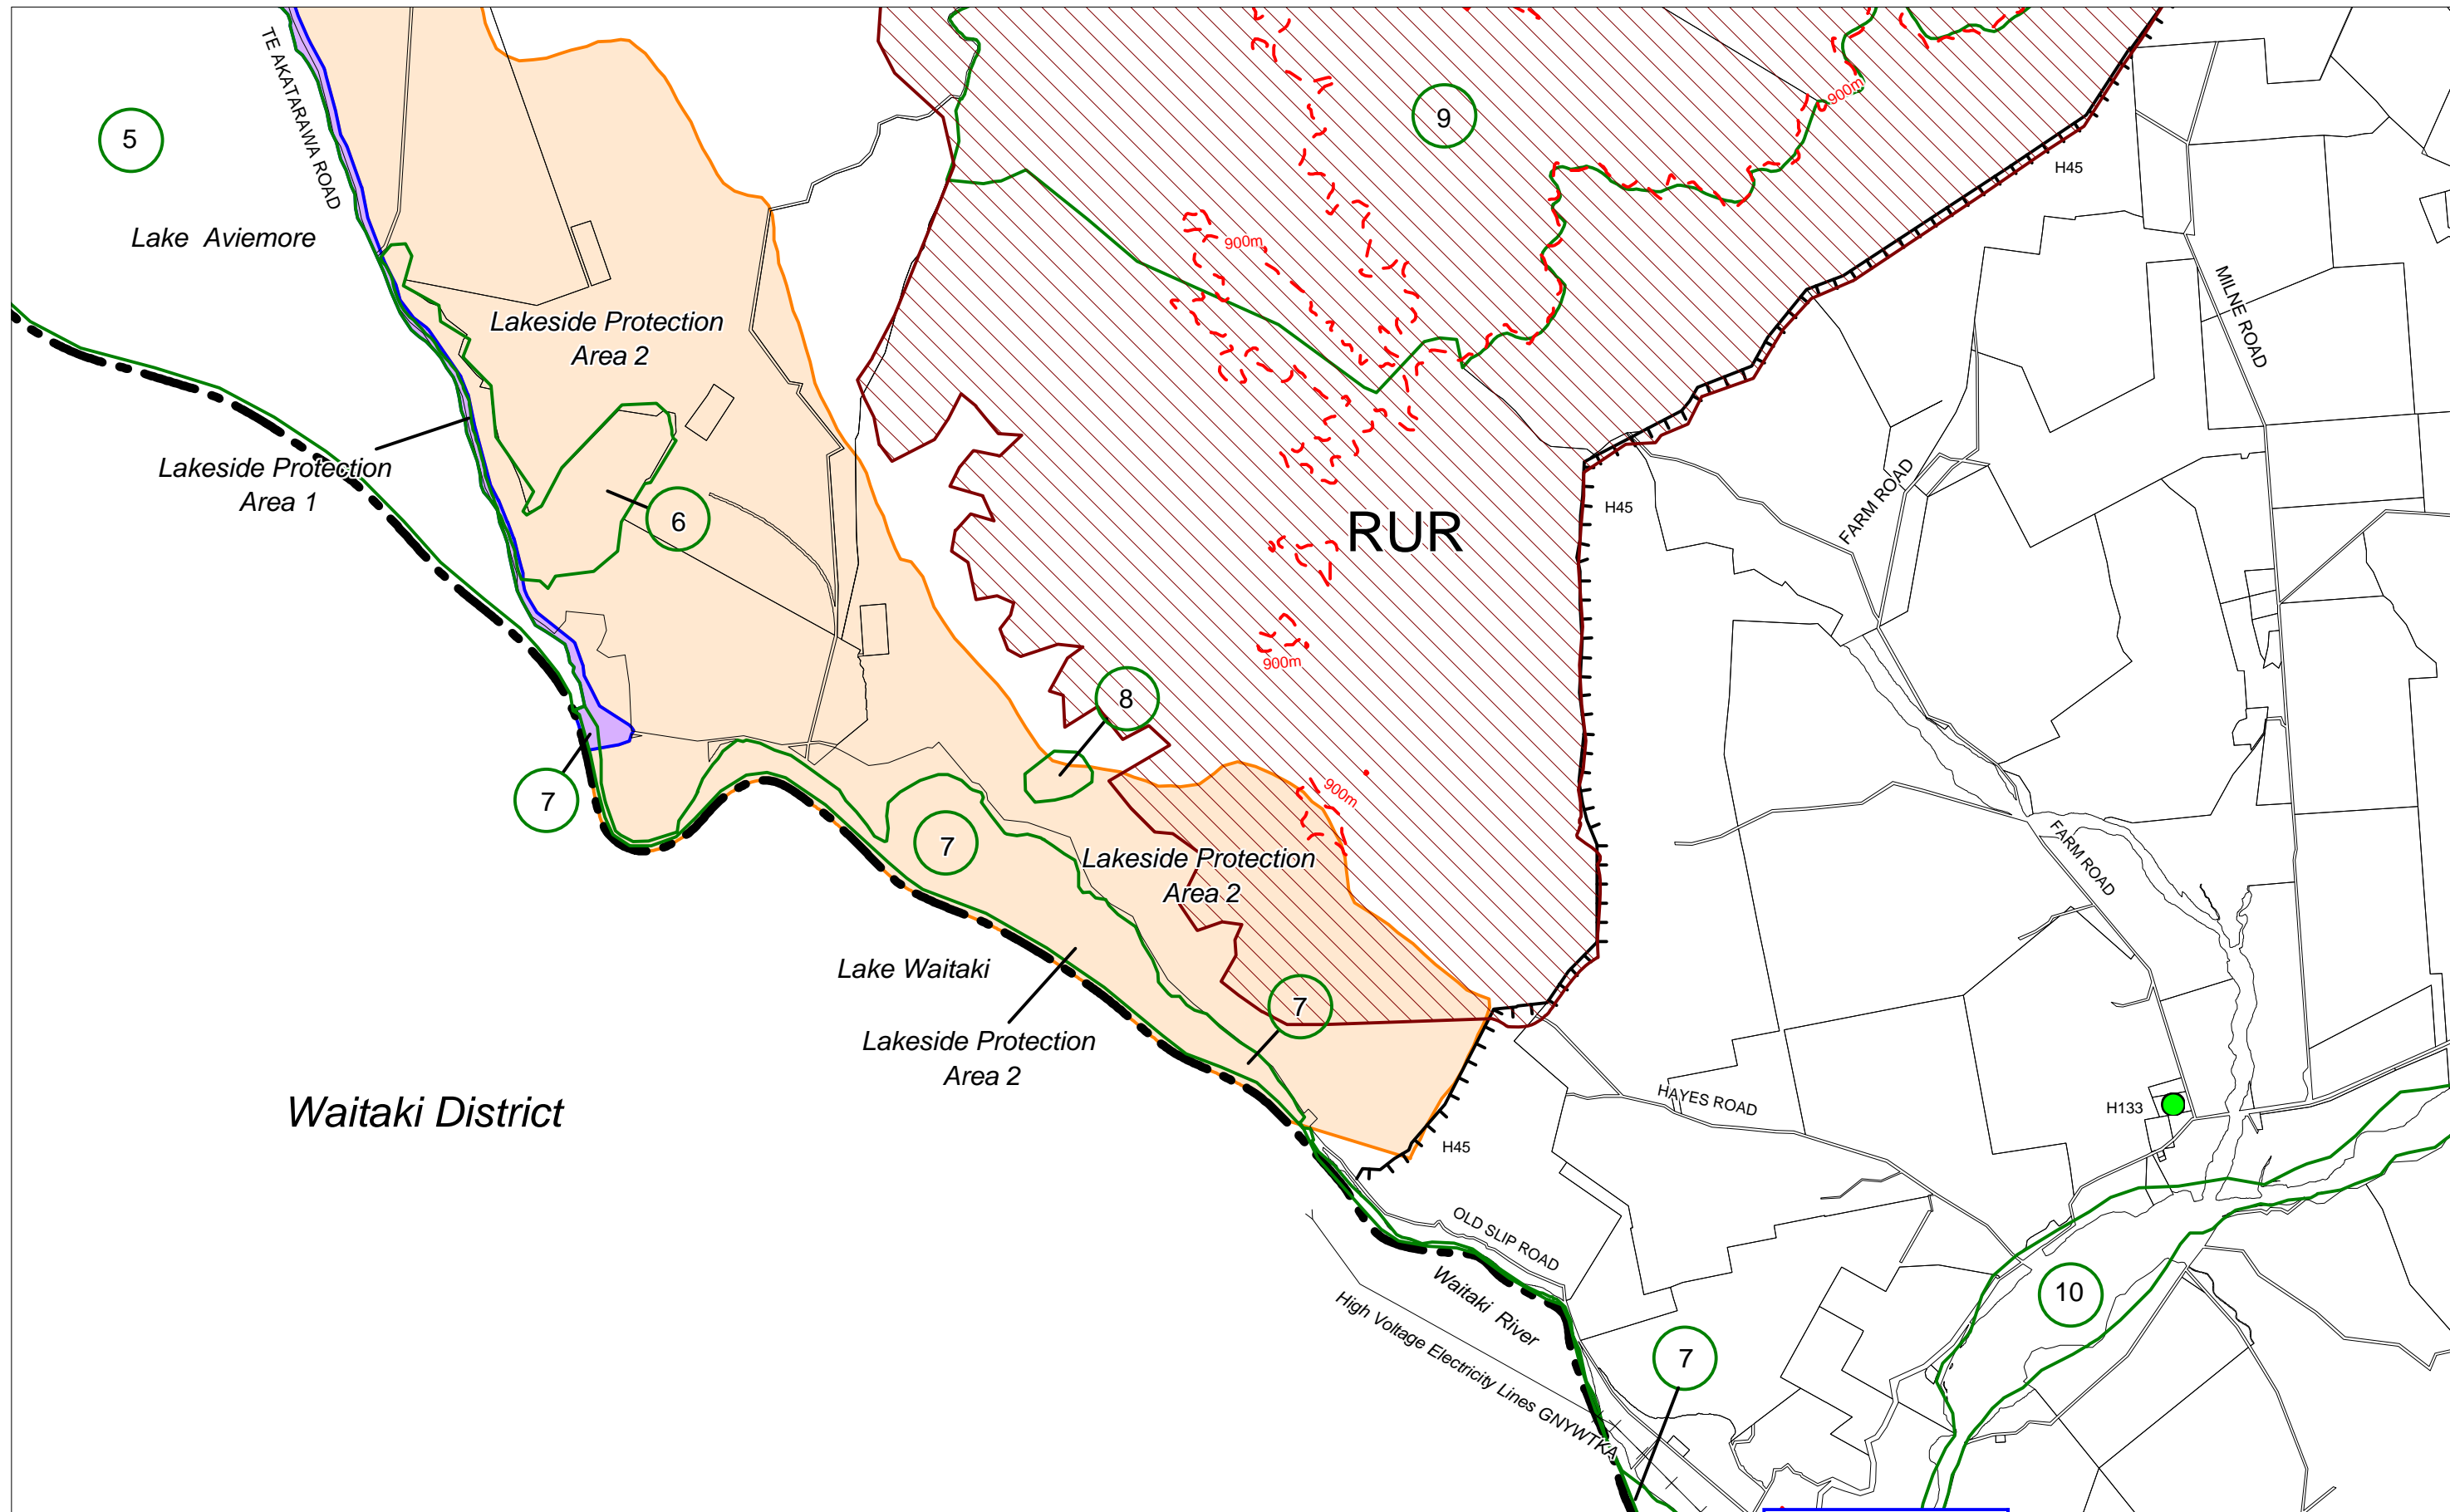 TE AKATARAWA ROAD
5
9
900m
H45
Lake Aviemore
900m
MILNE ROAD
Lakeside Protection
Area 2
Lakeside Protection
Area 1
6
RUR
H45
FARM ROAD
900m
8
7
900m
7
Lakeside Protection
Area 2
FARM ROAD
Lake Waitaki
7
Lakeside Protection
Area 2
Waitaki District
HAYES ROAD
H133
H45
OLD SLIP ROAD
Waitaki River
10
High Voltage Electricity Lines GNYWTKA
7